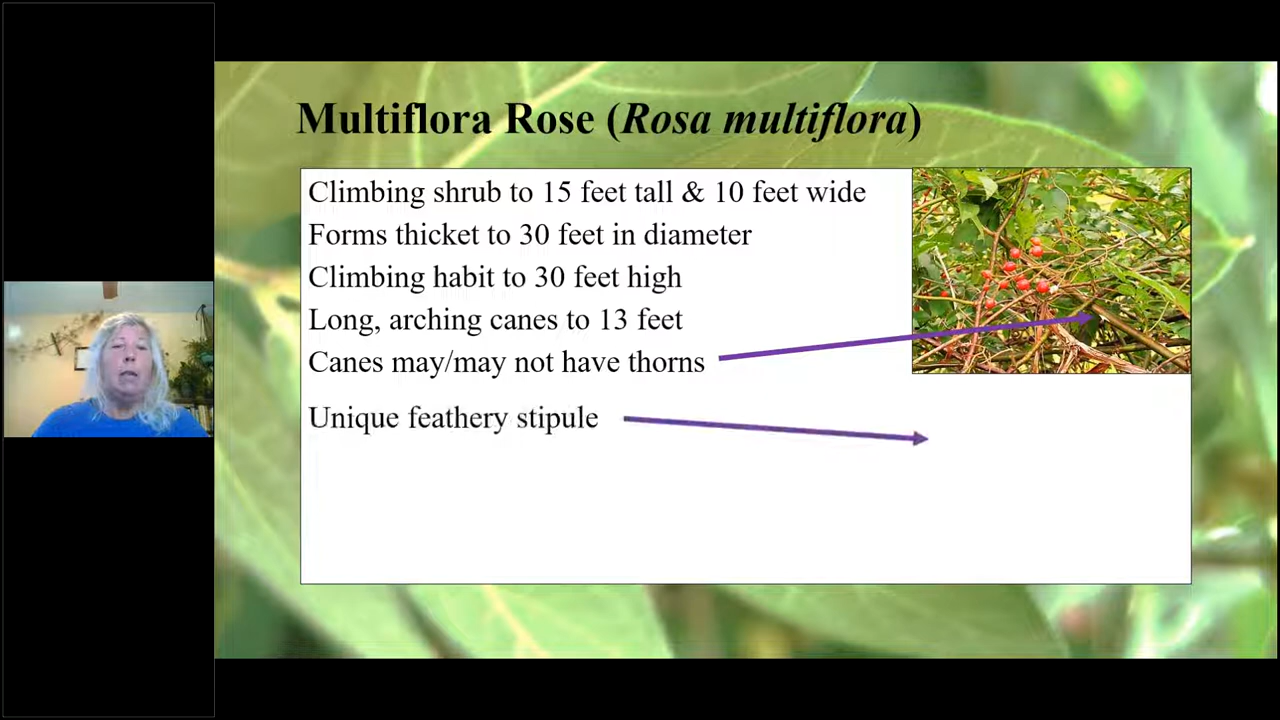 Multiflora Rose (Rosa multiflora)
Climbing shrub to 15 feet tall & 10 feet wide
Forms thicket to 30 feet in diameter
Climbing habit to 30 feet high
Long, arching canes to 13 feet
Canes may/may not have thorns
Unique feathery stipule